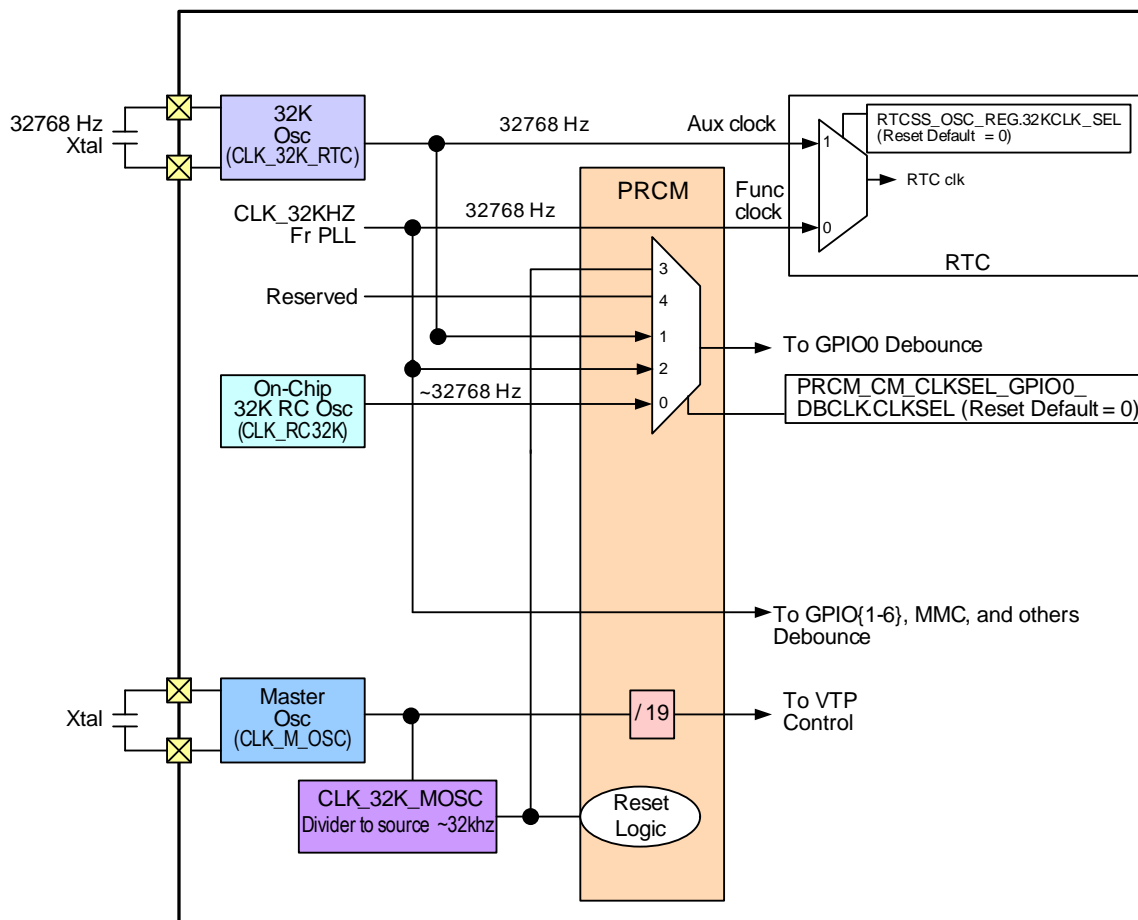 32768 Hz
Xtal
32K
Osc
(CLK_32K_RTC)
32768 Hz
Aux clock
1
RTCSS_OSC_REG.32KCLK_SEL
(Reset Default = 0)
RTC clk
0
RTC
CLK_32KHZ
Fr PLL
32768 Hz
Func
clock
PRCM
Reserved
3
4
1
2
0
To GPIO0 Debounce
PRCM_CM_CLKSEL_GPIO0_
DBCLK.CLKSEL (Reset Default = 0)
On-Chip
32K RC Osc
(CLK_RC32K)
~32768 Hz
To GPIO{1-6}, MMC, and others
Debounce
Xtal
Master
Osc
(CLK_M_OSC)
/ 19
To VTP
Control
CLK_32K_MOSC
Divider to source ~32khz
Reset
Logic